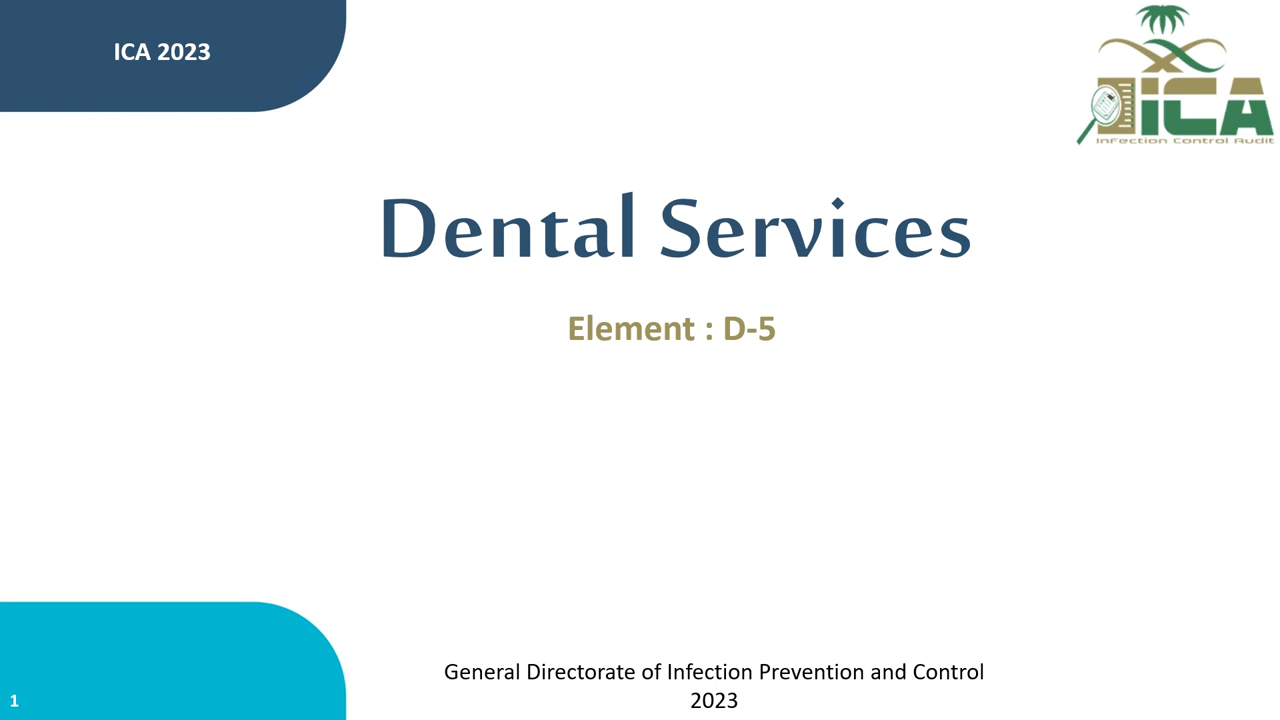 ICA 2023
iCA
Infection Control Audit
Dental Services
Element : D-5
General Directorate of Infection Prevention and Control
2023
1